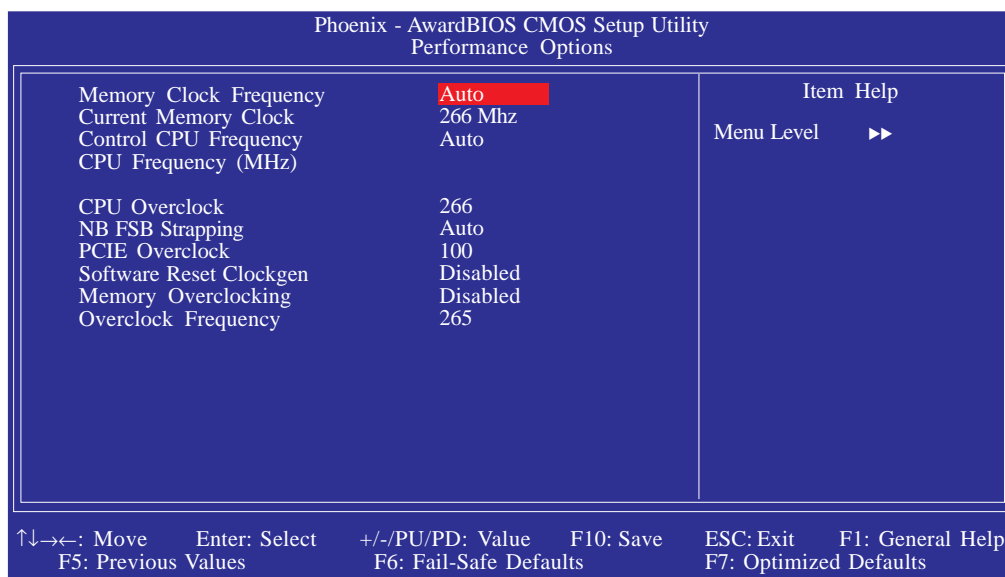 Phoenix - AwardBIOS CMOS Setup Utility
Performance Options
Memory Clock Frequency Auto
Current Memory Clock 266 Mhz
Control CPU Frequency Auto
CPU Frequency (MHz)
CPU Overclock 266
NB FSB Strapping Auto
PCIE Overclock 100
Software Reset Clockgen Disabled
Memory Overclocking Disabled
Overclock Frequency 265
Item Help
Menu Level ►►
↑↓→←: Move Enter: Select +/-/PU/PD: Value F10: Save ESC: Exit F1: General Help
F5: Previous Values F6: Fail-Safe Defaults F7: Optimized Defaults